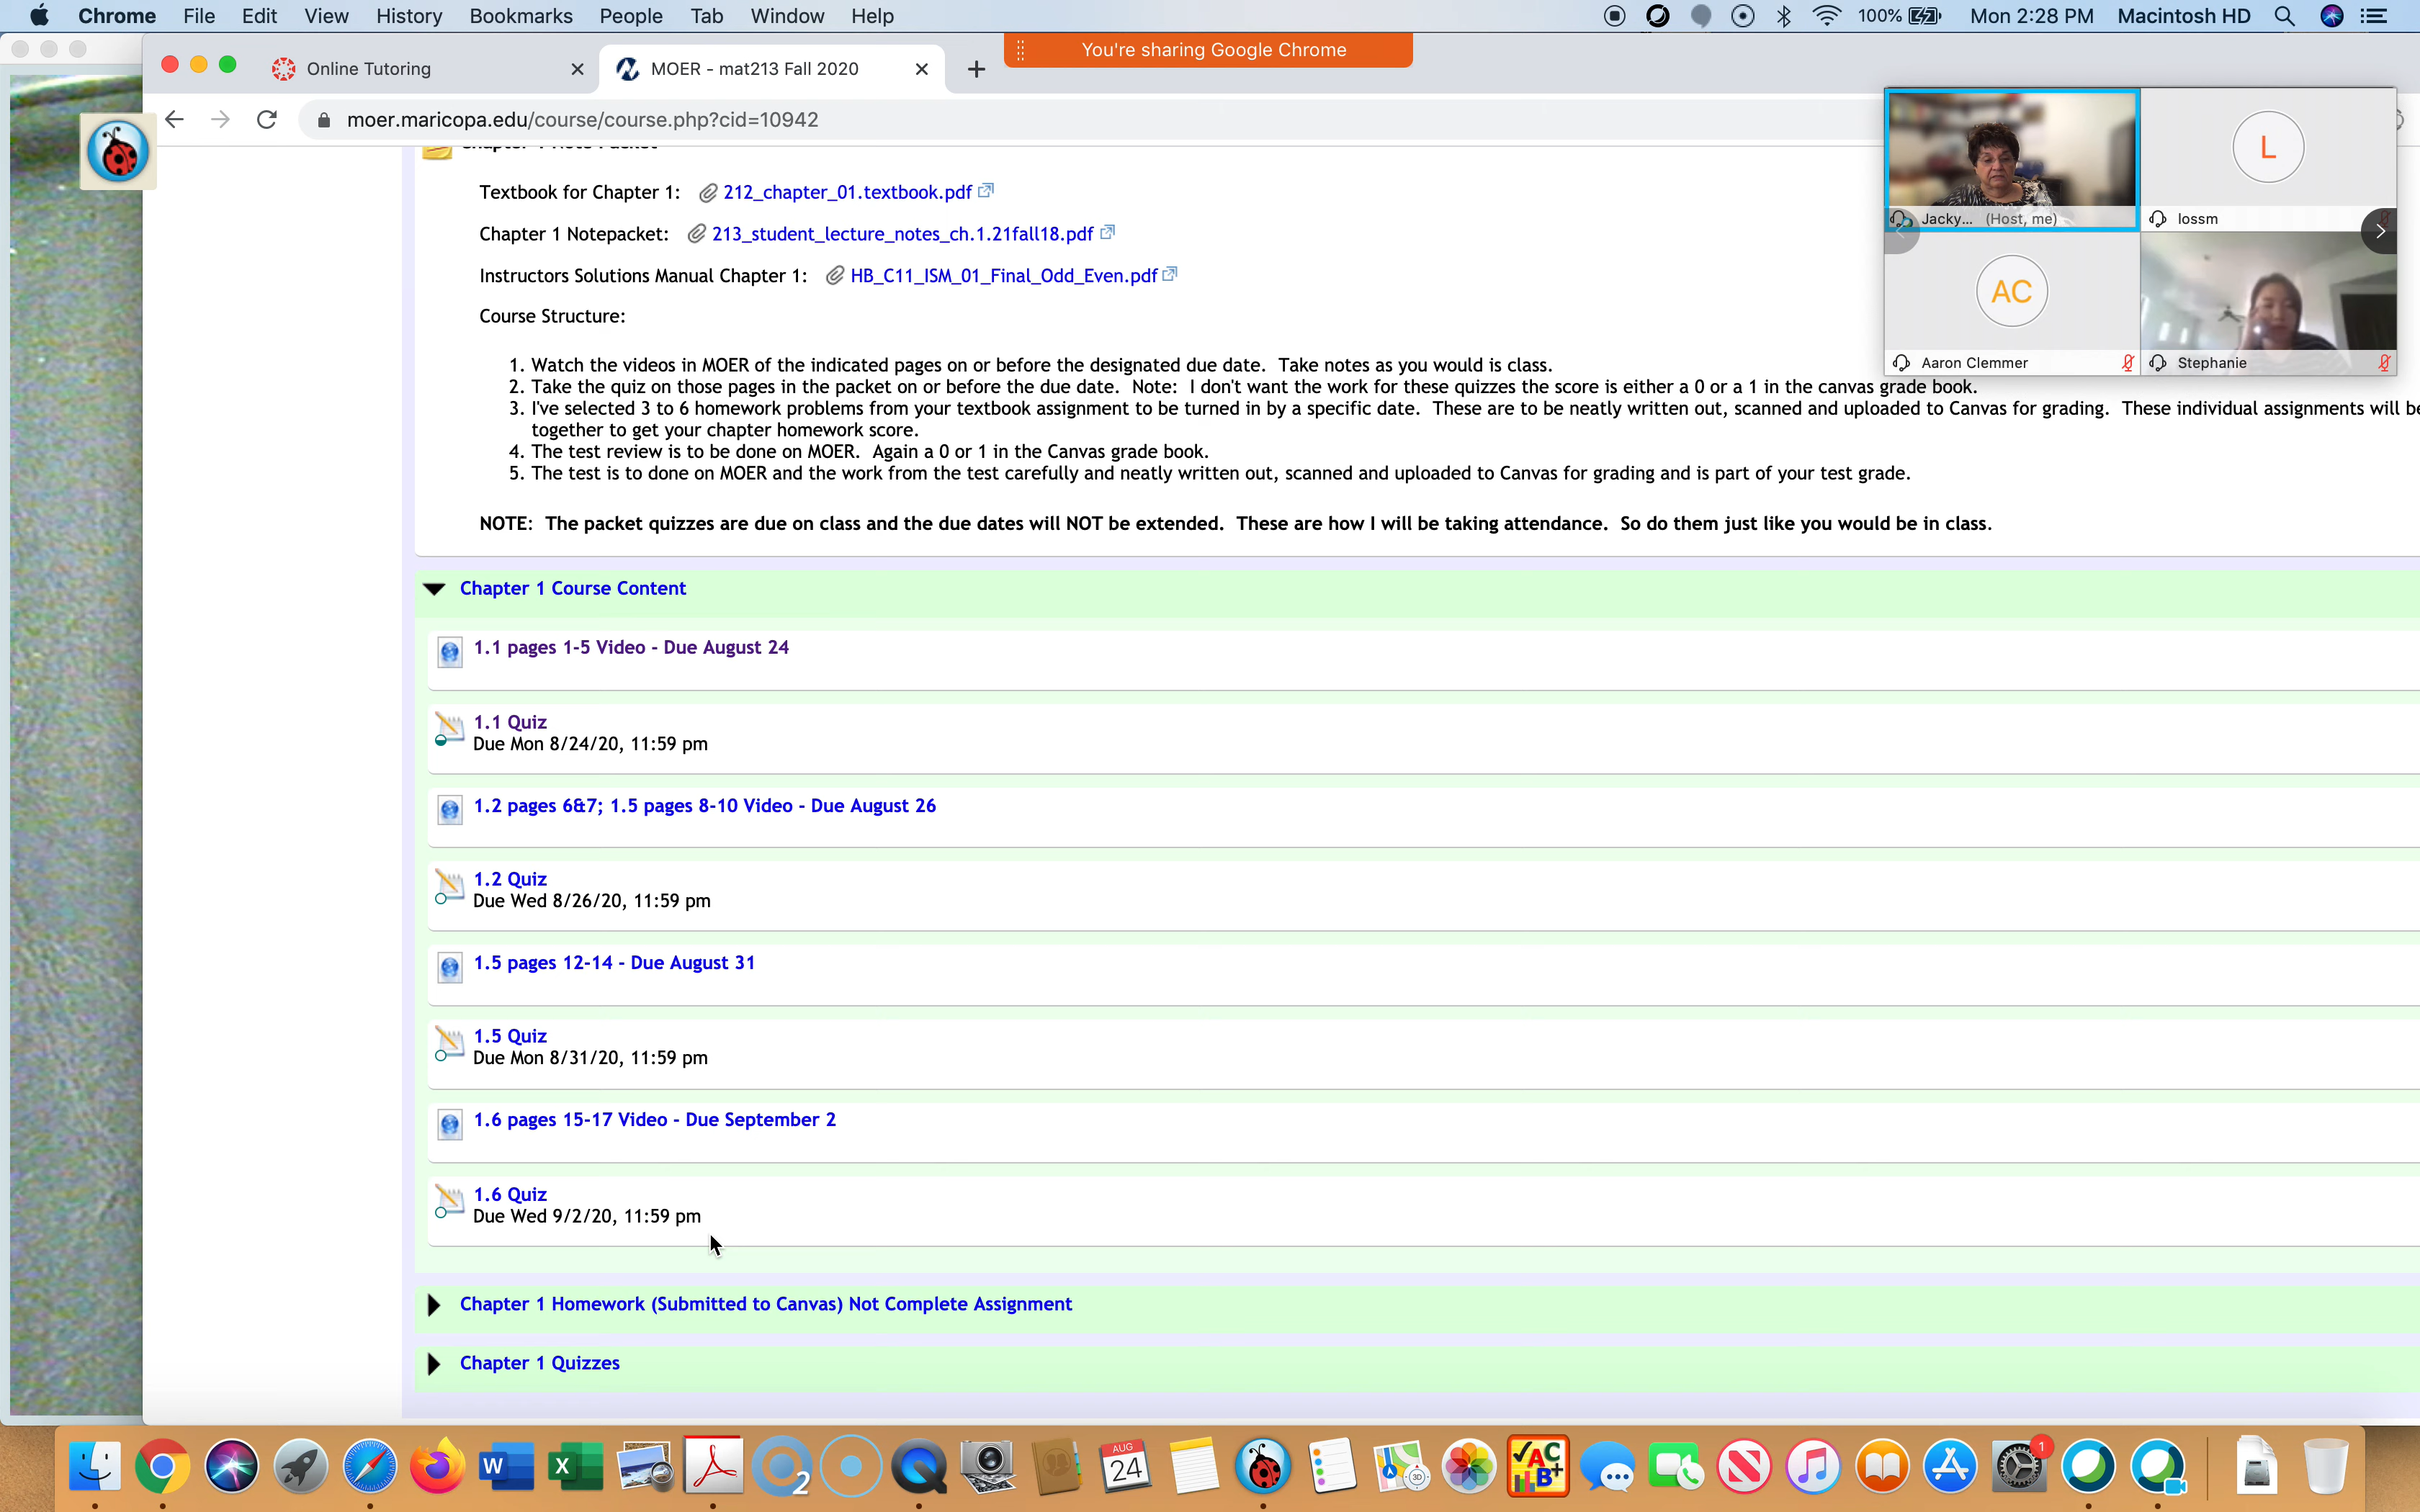 Chrome File Edit View History Bookmarks People Tab Window Help
100% Mon 2:28 PM Macintosh HD
You're sharing Google Chrome
Online Tutoring
MOER - mat213 Fall 2020
moer.maricopa.edu/course/course.php?cid=10942
L
Jacky... (Host, me)
lossm
AC
Aaron Clemmer
Stephanie
Textbook for Chapter 1: 212_chapter_01.textbook.pdf
Chapter 1 Notepacket: 213_student_lecture_notes_ch.1.21fall18.pdf
Instructors Solutions Manual Chapter 1: HB_C11_ISM_01_Final_Odd_Even.pdf
Course Structure:
1. Watch the videos in MOER of the indicated pages on or before the designated due date. Take notes as you would is class.
2. Take the quiz on those pages in the packet on or before the due date. Note: I don't want the work for these quizzes the score is either a 0 or a 1 in the canvas grade book.
3. I've selected 3 to 6 homework problems from your textbook assignment to be turned in by a specific date. These are to be neatly written out, scanned and uploaded to Canvas for grading. These individual assignments will
together to get your chapter homework score.
4. The test review is to be done on MOER. Again a 0 or 1 in the Canvas grade book.
5. The test is to done on MOER and the work from the test carefully and neatly written out, scanned and uploaded to Canvas for grading and is part of your test grade.
NOTE: The packet quizzes are due on class and the due dates will NOT be extended. These are how I will be taking attendance. So do them just like you would be in class.
Chapter 1 Course Content
1.1 pages 1-5 Video - Due August 24
1.1 Quiz
Due Mon 8/24/20, 11:59 pm
1.2 pages 6&7; 1.5 pages 8-10 Video - Due August 26
1.2 Quiz
Due Wed 8/26/20, 11:59 pm
1.5 pages 12-14 - Due August 31
1.5 Quiz
Due Mon 8/31/20, 11:59 pm
1.6 pages 15-17 Video - Due September 2
1.6 Quiz
Due Wed 9/2/20, 11:59 pm
Chapter 1 Homework (Submitted to Canvas) Not Complete Assignment
Chapter 1 Quizzes
W
X
2
AUG
24
3D
AC
B+
N
1